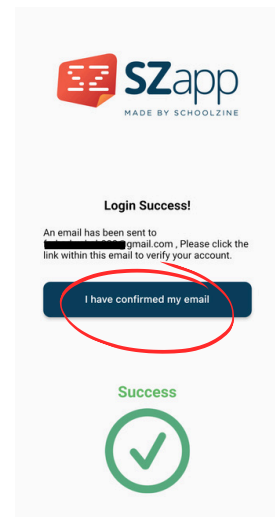 SZapp
MADE BY SCHOOLZINE
Login Success!
An email has been sent to
gmail.com , Please click the
link within this email to verify your account.
I have confirmed my email
Success